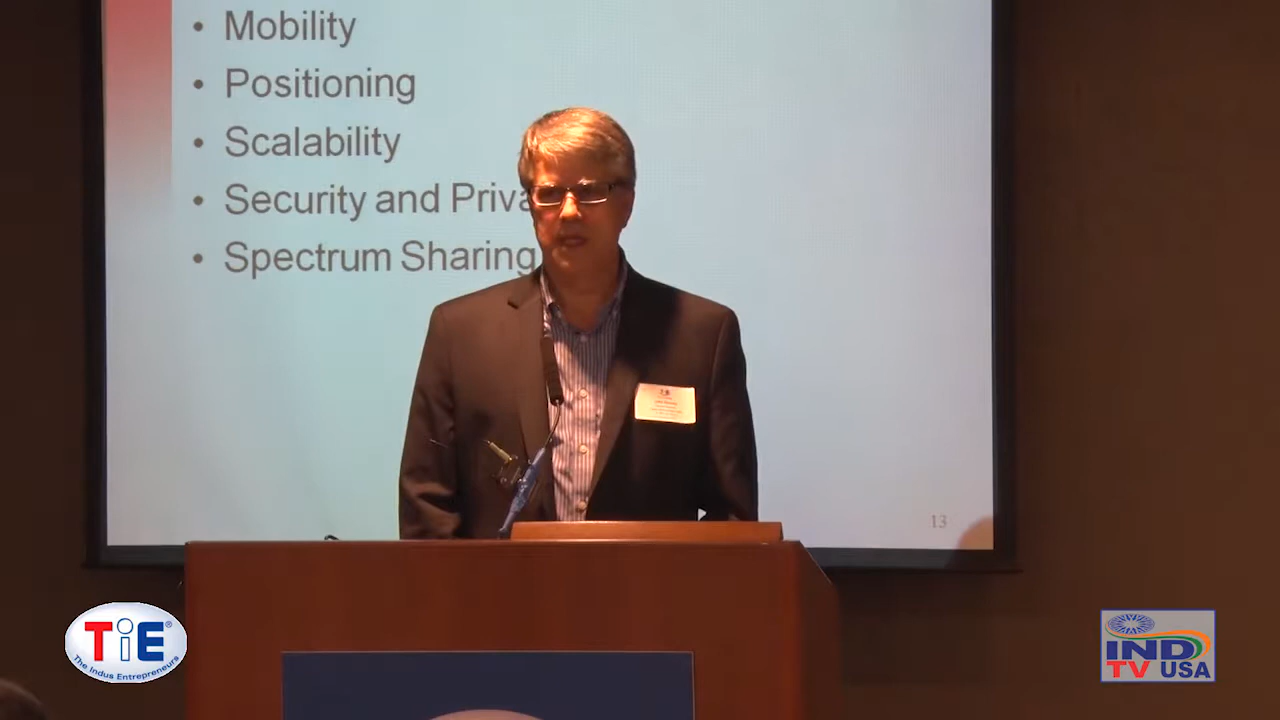 • Mobility
• Positioning
• Scalability
• Security and Priva
• Spectrum Sharing
13
TiE®
The Indus Entrepreneurs
IND
TV USA